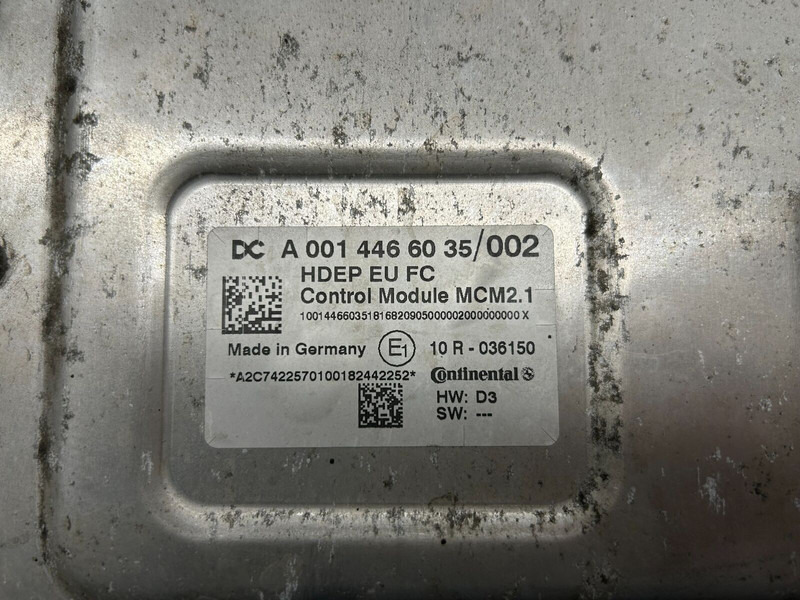 DC A 001 446 60 35/002
HDEP EU FC
Control Module MCM2.1
100144660351816820905000002000000000 X
Made in Germany E1 10 R - 036150
*A2C7422570100182442252* Continental
HW: D3
SW: ---